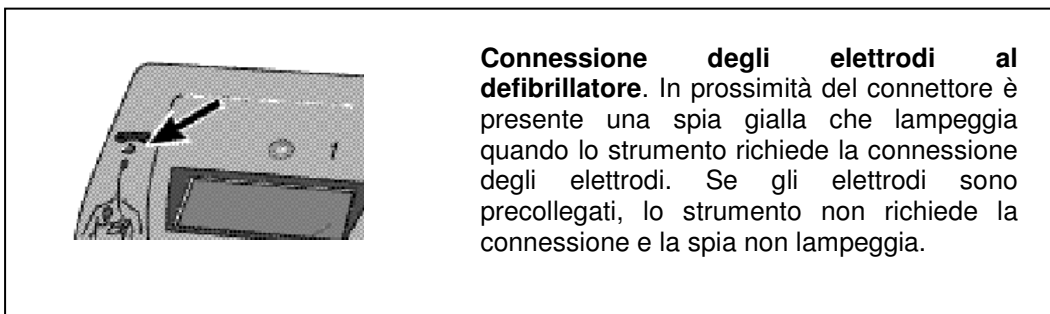 Connessione degli elettrodi al
defibrillatore. In prossimità del connettore è
presente una spia gialla che lampeggia
quando lo strumento richiede la connessione
degli elettrodi. Se gli elettrodi sono
precollegati, lo strumento non richiede la
connessione e la spia non lampeggia.
1